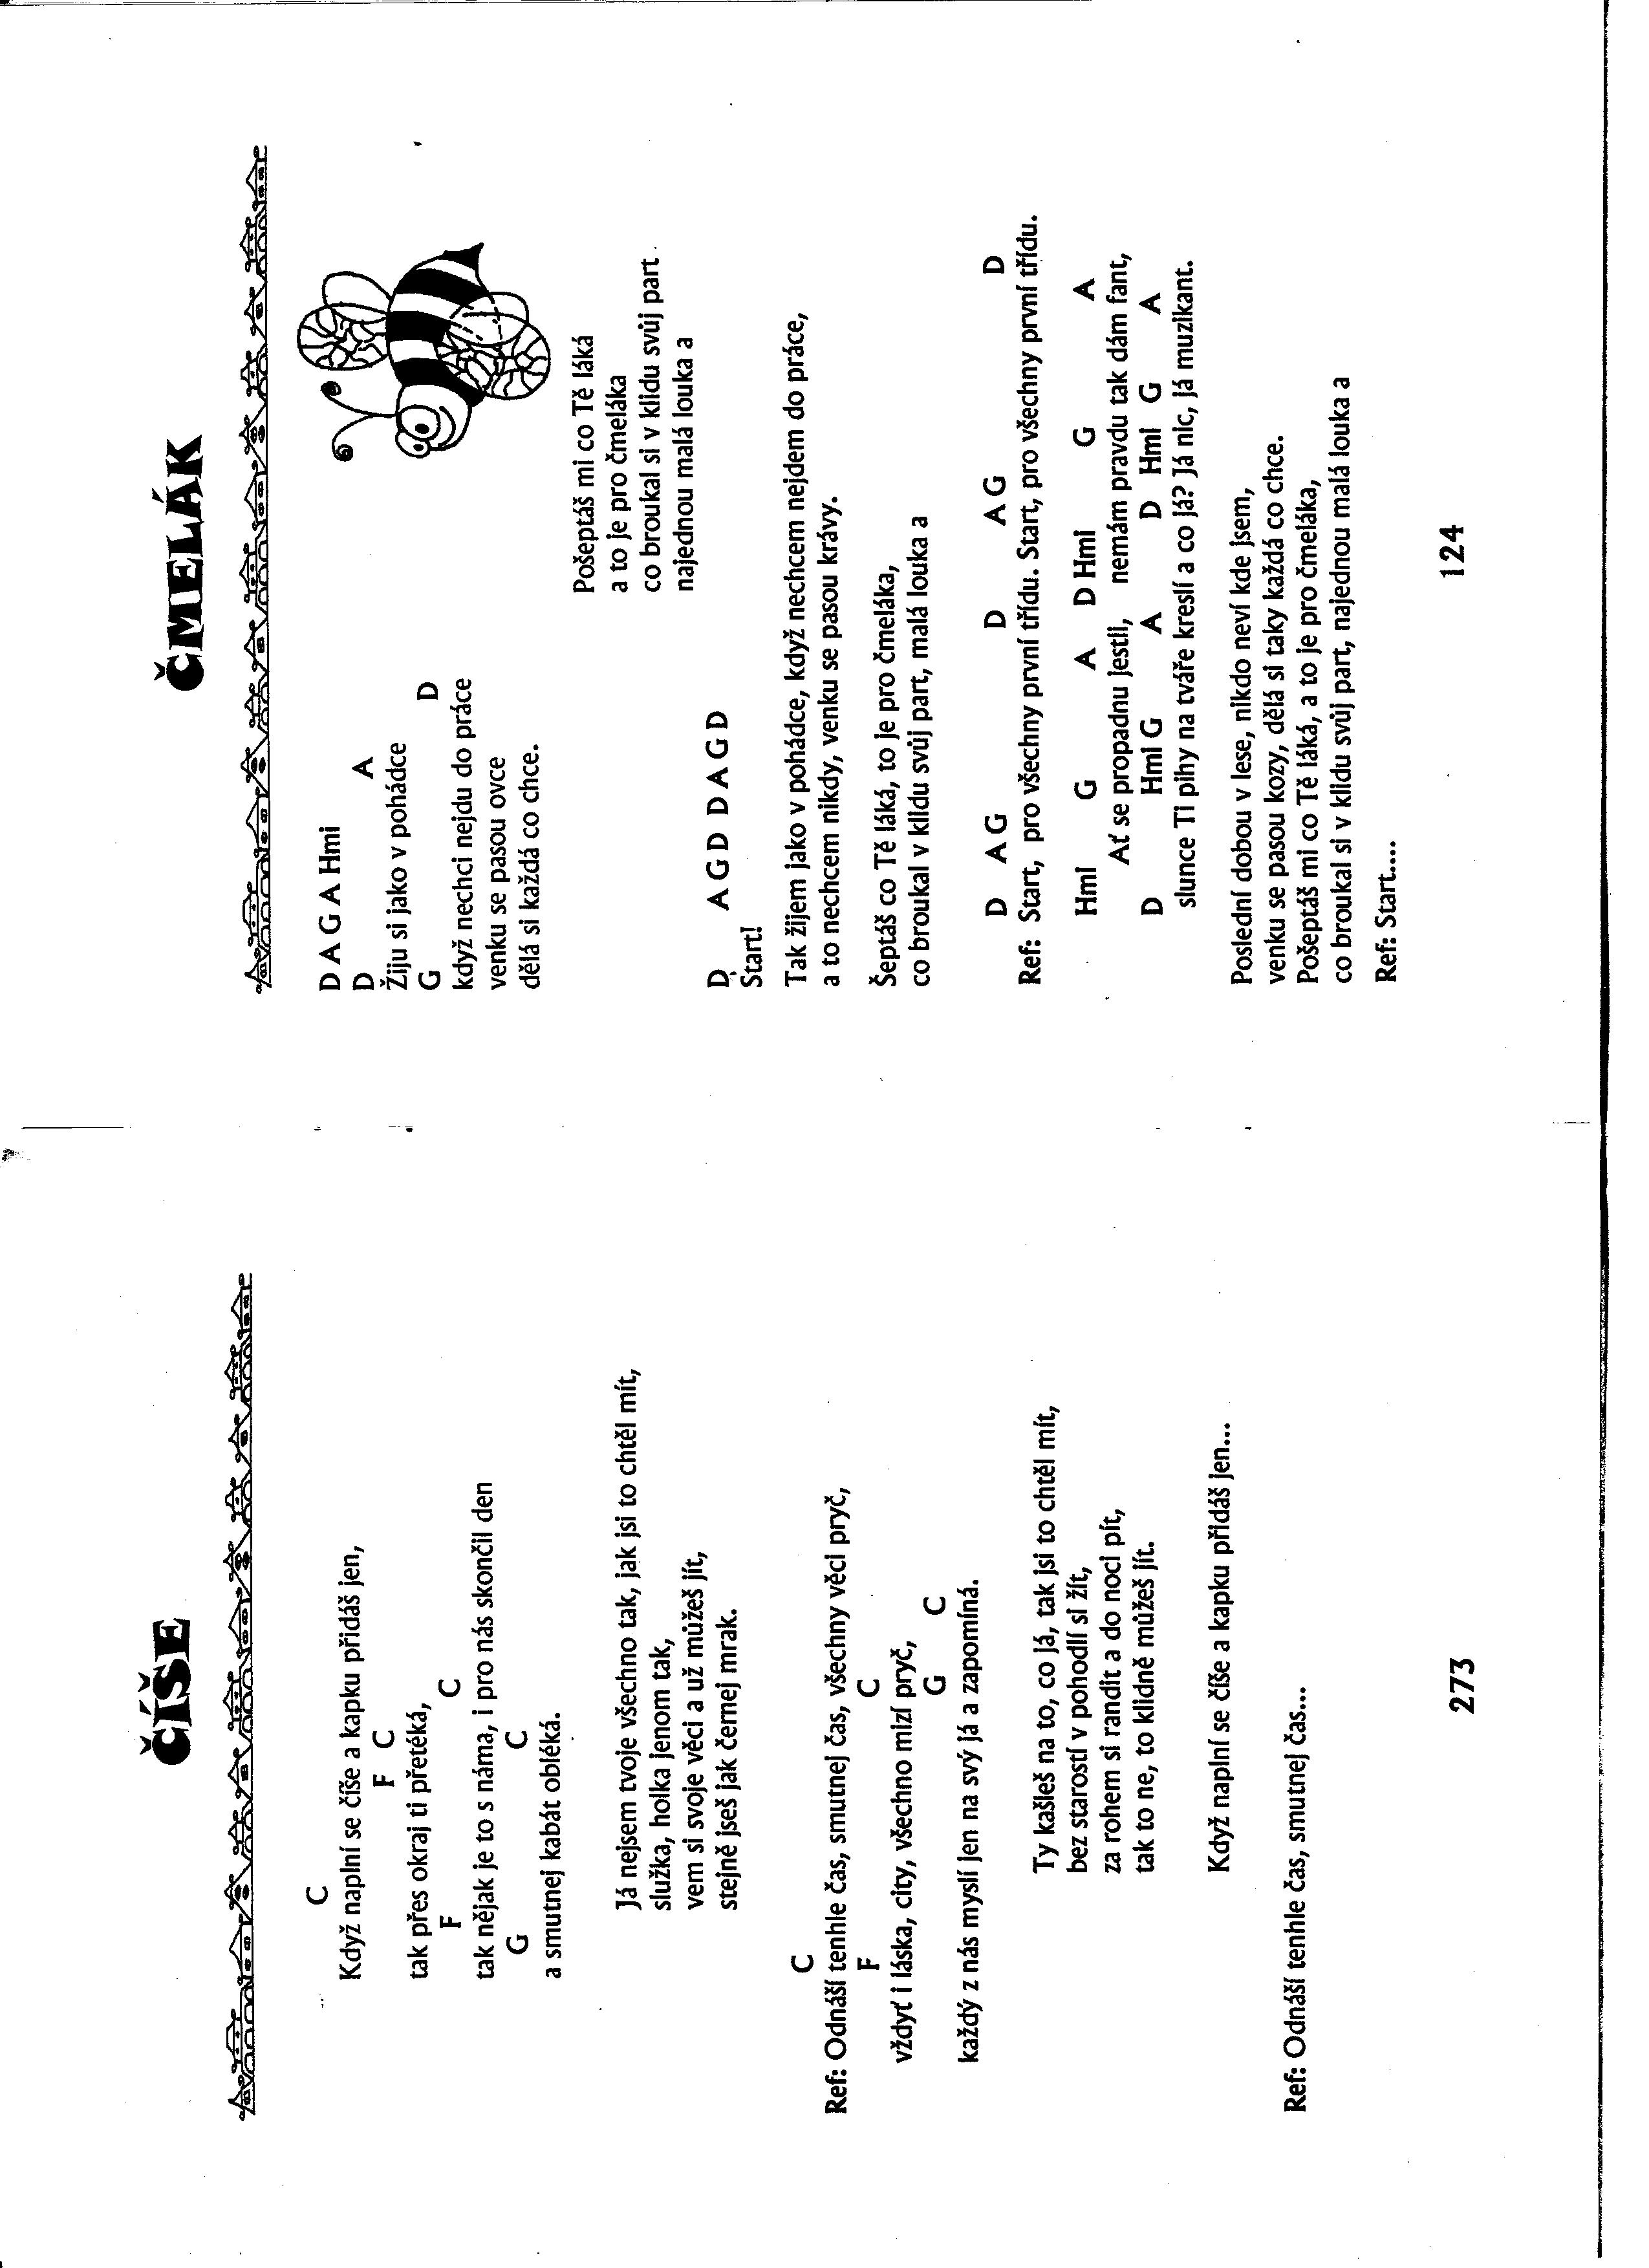 ČÍŠE
C
Když naplní se číše a kapku přidáš jen,
F C
tak přes okraj ti přetéká,
F C
tak nějak je to s náma, i pro nás skončil den
G C
a smutnej kabát obléká.
Já nejsem tvoje všechno tak, jak jsi to chtěl mít,
služka, holka jenom tak,
vem si svoje věci a už můžeš jít,
stejně jseš jak černej mrak.
C
Ref: Odnáší tenhle čas, smutnej čas, všechny věci pryč,
F C
vždyť i láska, city, všechno mizí pryč,
G C
každý z nás myslí jen na svý já a zapomíná.
Ty kašleš na to, co já, tak jsi to chtěl mít,
bez starostí v pohodlí si žít,
za rohem si randit a do noci pít,
tak to ne, to klidně můžeš jít.
Když naplní se číše a kapku přidáš jen...
Ref: Odnáší tenhle čas, smutnej čas...
273
ČMELÁK
D A G A Hmi
D A
Žiju si jako v pohádce
G D
když nechci nejdu do práce
venku se pasou ovce
dělá si každá co chce.
Pošeptáš mi co Tě láká
a to je pro čmeláka
co broukal si v klidu svůj part
najednou malá louka a
D A G D D A G D
Start!
Tak žijem jako v pohádce, když nechcem nejdem do práce,
a to nechcem nikdy, venku se pasou krávy.
Šeptáš co Tě láká, to je pro čmeláka,
co broukal v klidu svůj part, malá louka a
D A G D A G D
Ref: Start, pro všechny první třídu. Start, pro všechny první třídu.
Hmi G A D Hmi G A
Ať se propadnu jestli, nemám pravdu tak dám fant,
D Hmi G A D Hmi G A
slunce Ti pihy na tváře kreslí a co já? Já nic, já muzikant.
Poslední dobou v lese, nikdo neví kde jsem,
venku se pasou kozy, dělá si taky každá co chce.
Pošeptáš mi co Tě láká, a to je pro čmeláka,
co broukal si v klidu svůj part, najednou malá louka a
Ref: Start....
124